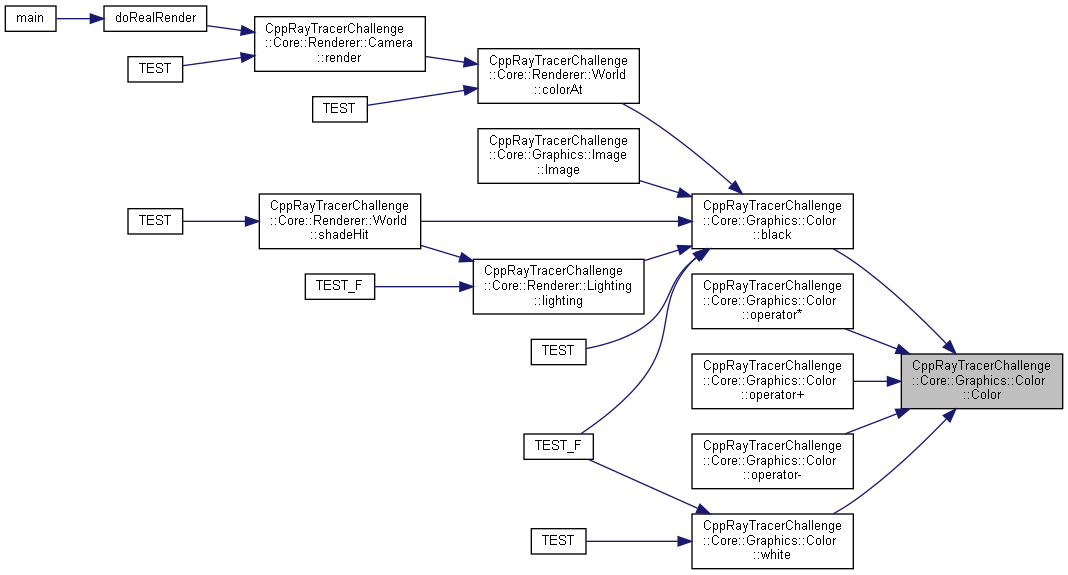 main
doRealRender
CppRayTracerChallenge
::Core::Renderer::Camera
::render
TEST
CppRayTracerChallenge
::Core::Renderer::World
::colorAt
TEST
CppRayTracerChallenge
::Core::Graphics::Image
::Image
CppRayTracerChallenge
::Core::Graphics::Color
::black
TEST
CppRayTracerChallenge
::Core::Renderer::World
::shadeHit
CppRayTracerChallenge
::Core::Renderer::Lighting
::lighting
TEST_F
CppRayTracerChallenge
::Core::Graphics::Color
::operator*
TEST
CppRayTracerChallenge
::Core::Graphics::Color
::operator+
CppRayTracerChallenge
::Core::Graphics::Color
::Color
TEST_F
CppRayTracerChallenge
::Core::Graphics::Color
::operator-
TEST
CppRayTracerChallenge
::Core::Graphics::Color
::white